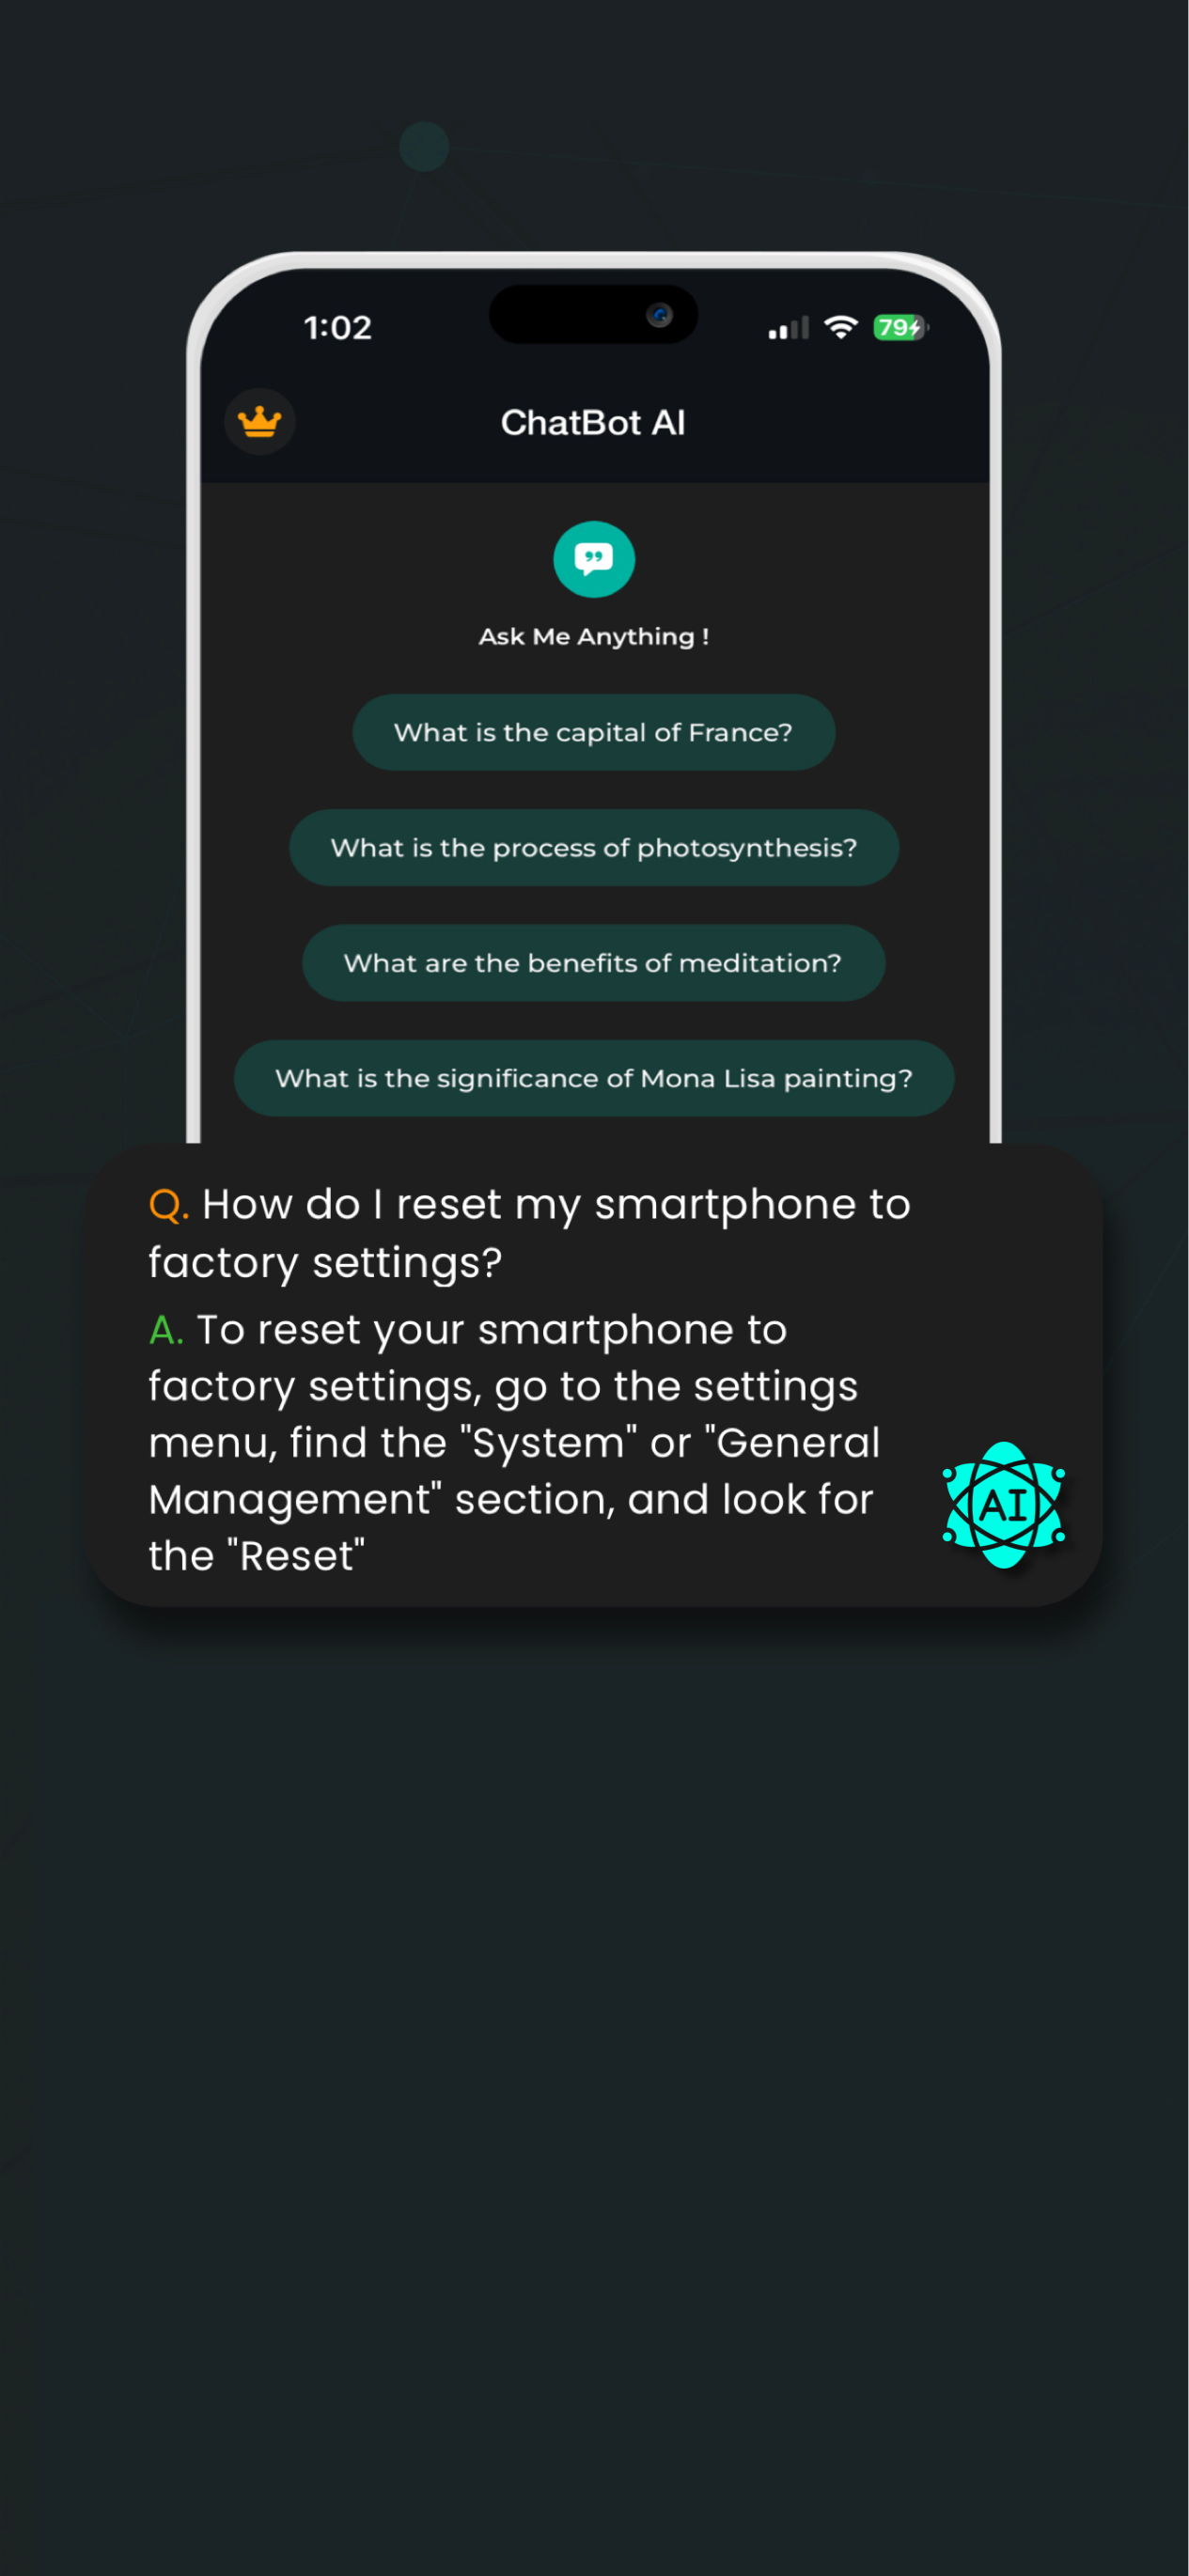 1:02
79
ChatBot AI
Ask Me Anything !
What is the capital of France?
What is the process of photosynthesis?
What are the benefits of meditation?
What is the significance of Mona Lisa painting?
Q. How do I reset my smartphone to
factory settings?
A. To reset your smartphone to
factory settings, go to the settings
menu, find the "System" or "General
Management" section, and look for
the "Reset"
AI